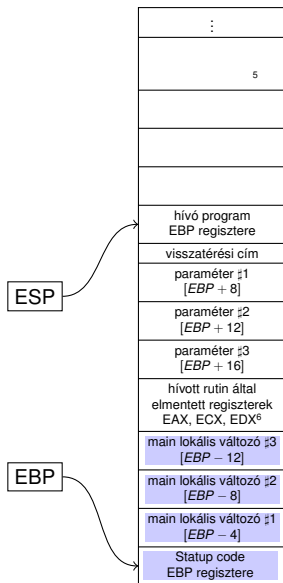 ⋮
5
hívó program
EBP regisztere
visszatérési cím
ESP
paraméter ♯1
[EBP + 8]
paraméter ♯2
[EBP + 12]
paraméter ♯3
[EBP + 16]
hívott rutin által
elmentett regiszterek
EAX, ECX, EDX⁶
main lokális változó ♯3
[EBP − 12]
EBP
main lokális változó ♯2
[EBP − 8]
main lokális változó ♯1
[EBP − 4]
Statup code
EBP regisztere